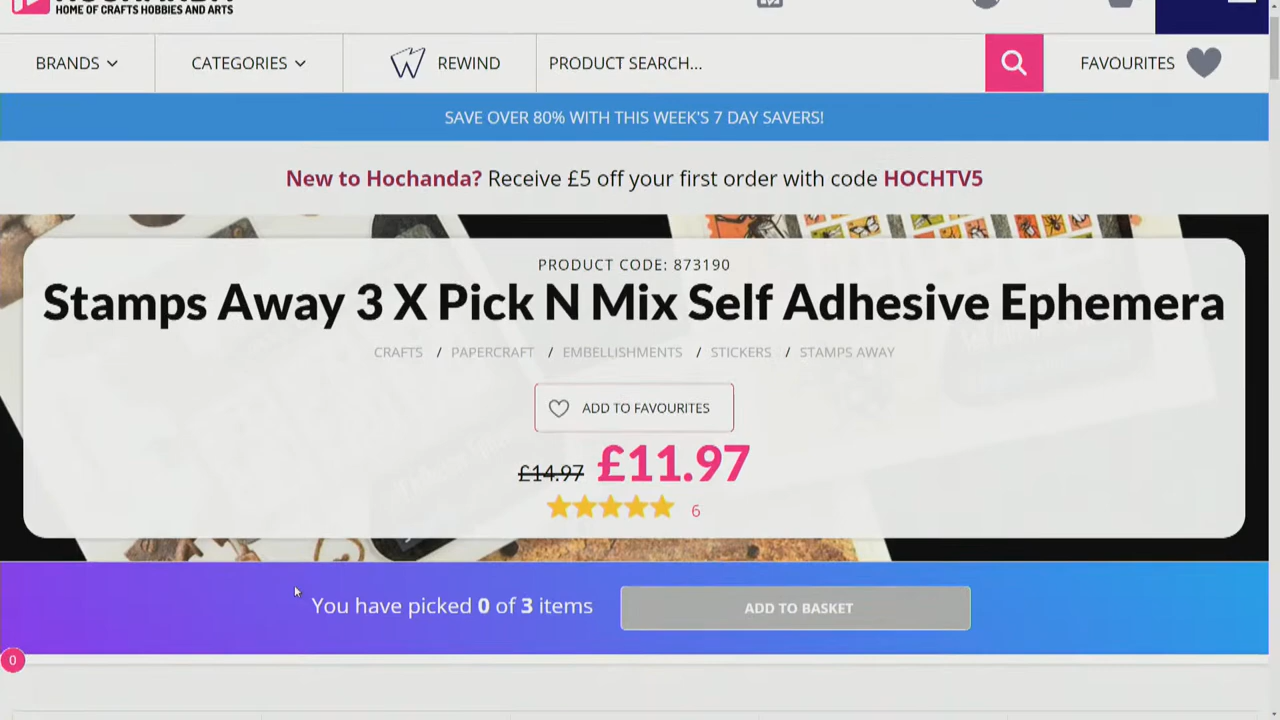 HOME OF CRAFTS HOBBIES AND ARTS
BRANDS
CATEGORIES
REWIND
PRODUCT SEARCH...
FAVOURITES
SAVE OVER 80% WITH THIS WEEK'S 7 DAY SAVERS!
New to Hochanda? Receive £5 off your first order with code HOCHTV5
PRODUCT CODE: 873190
Stamps Away 3 X Pick N Mix Self Adhesive Ephemera
CRAFTS / PAPERCRAFT / EMBELLISHMENTS / STICKERS / STAMPS AWAY
ADD TO FAVOURITES
£14.97 £11.97
6
You have picked 0 of 3 items
ADD TO BASKET
0